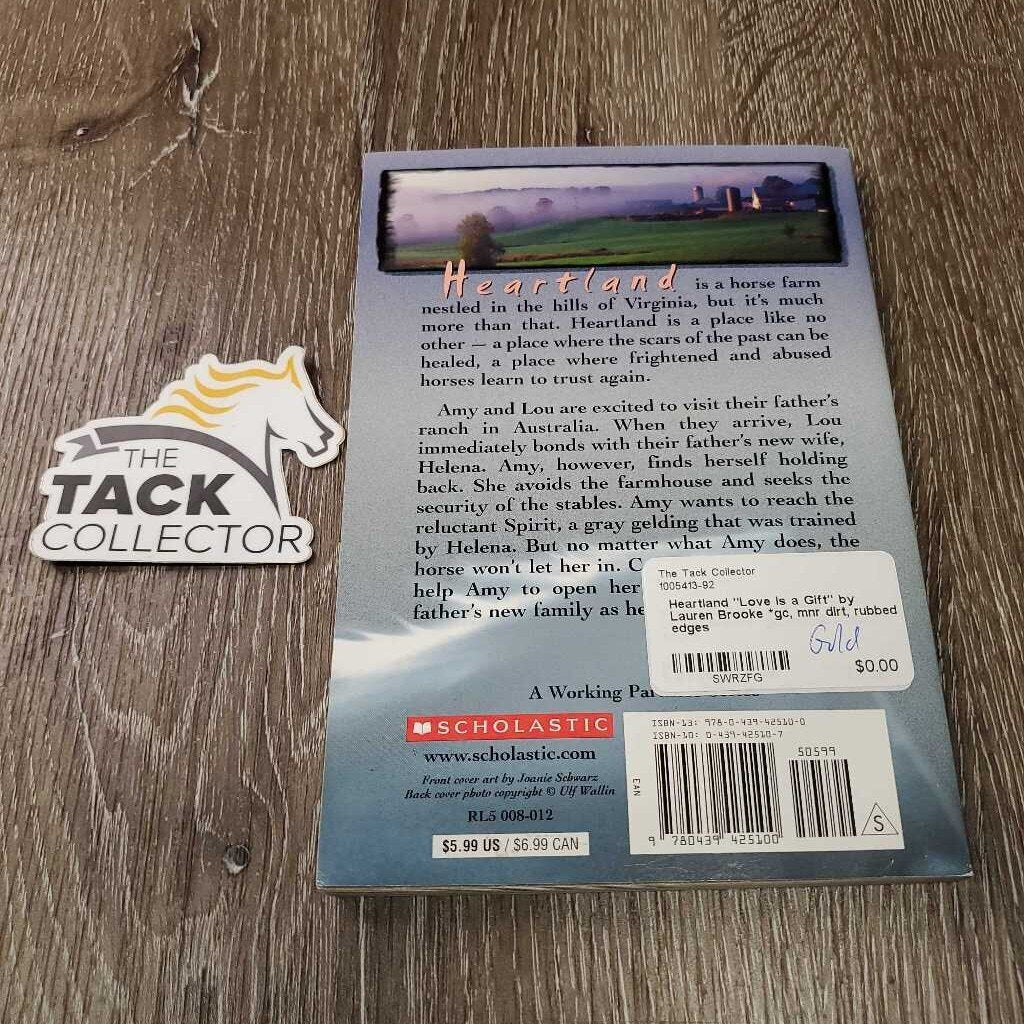 THE
TACK
COLLECTOR
Heartland is a horse farm
nestled in the hills of Virginia, but it's much
more than that. Heartland is a place like no
other — a place where the scars of the past can be
healed, a place where frightened and abused
horses learn to trust again.
Amy and Lou are excited to visit their father's
ranch in Australia. When they arrive, Lou
immediately bonds with their father's new wife,
Helena. Amy, however, finds herself holding
back. She avoids the farmhouse and seeks the
security of the stables. Amy wants to reach the
reluctant Spirit, a gray gelding that was trained
by Helena. But no matter what Amy does, the
horse won't let her in.
help Amy to open her
father's new family as
The Tack Collector
1005413-92
Heartland "Love is a Gift" by
Lauren Brooke *gc, mnr dirt, rubbed
edges
Gold
$0.00
SWRZFG
A Working
SCHOLASTIC
www.scholastic.com
Front cover art by Joanie Schwarz
Back cover photo copyright © Ulf Wallin
RL5 008-012
$5.99 US / $6.99 CAN
ISBN-13: 978-0-439-42510-0
ISBN-10: 0-439-42510-7
50599
EAN
9 780439 425100
S